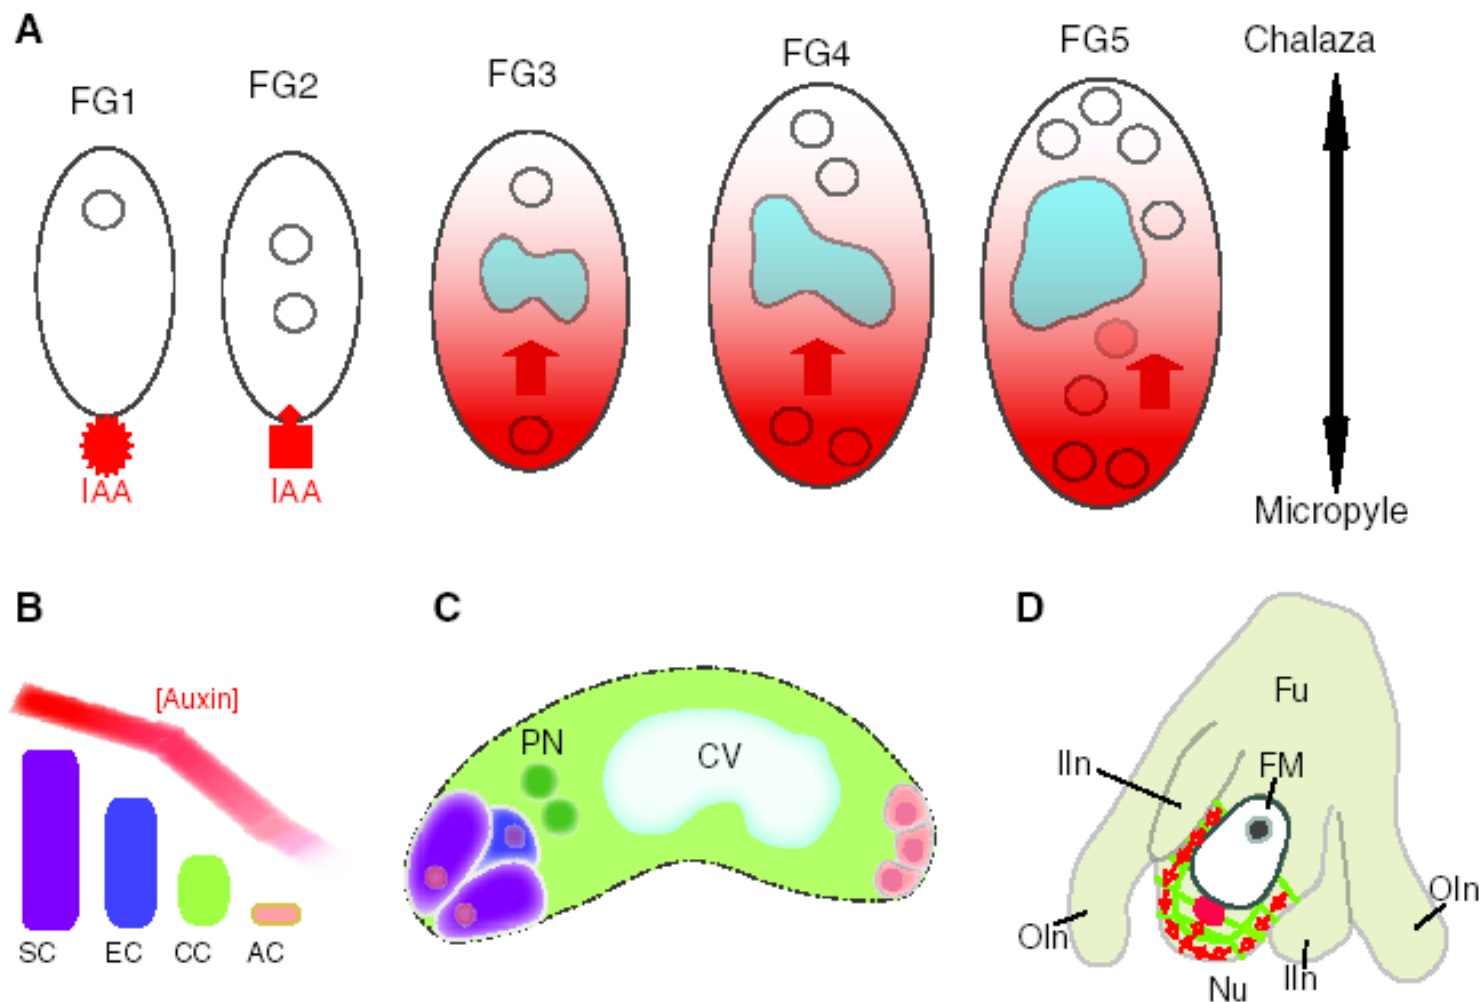 A
FG1
FG2
FG3
FG4
FG5
Chalaza
IAA
IAA
Micropyle
B
[Auxin]
SC
EC
CC
AC
C
PN
CV
D
Fu
IIn
FM
OIn
OIn
IIn
Nu